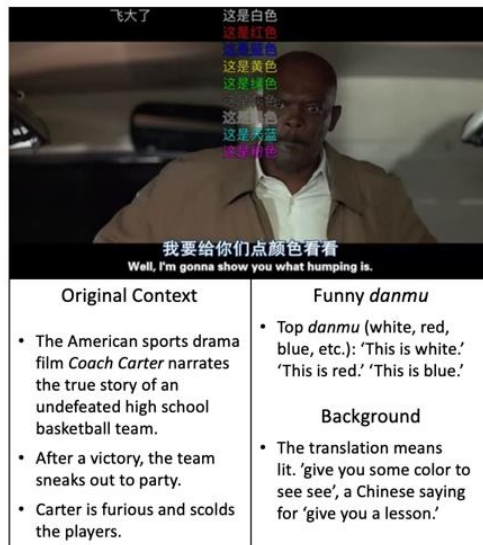 飞大了 这是白色
这是红色
这是蓝色
这是黄色
这是绿色
这是天蓝
这是粉色
我要给你们点颜色看看
Well, I'm gonna show you what humping is.
Original Context
• The American sports drama
film Coach Carter narrates
the true story of an
undefeated high school
basketball team.
• After a victory, the team
sneaks out to party.
• Carter is furious and scolds
the players.
Funny danmu
• Top danmu (white, red,
blue, etc.): ‘This is white.’
‘This is red.’ ‘This is blue.’
Background
• The translation means
lit. ’give you some color to
see see’, a Chinese saying
for ‘give you a lesson.’